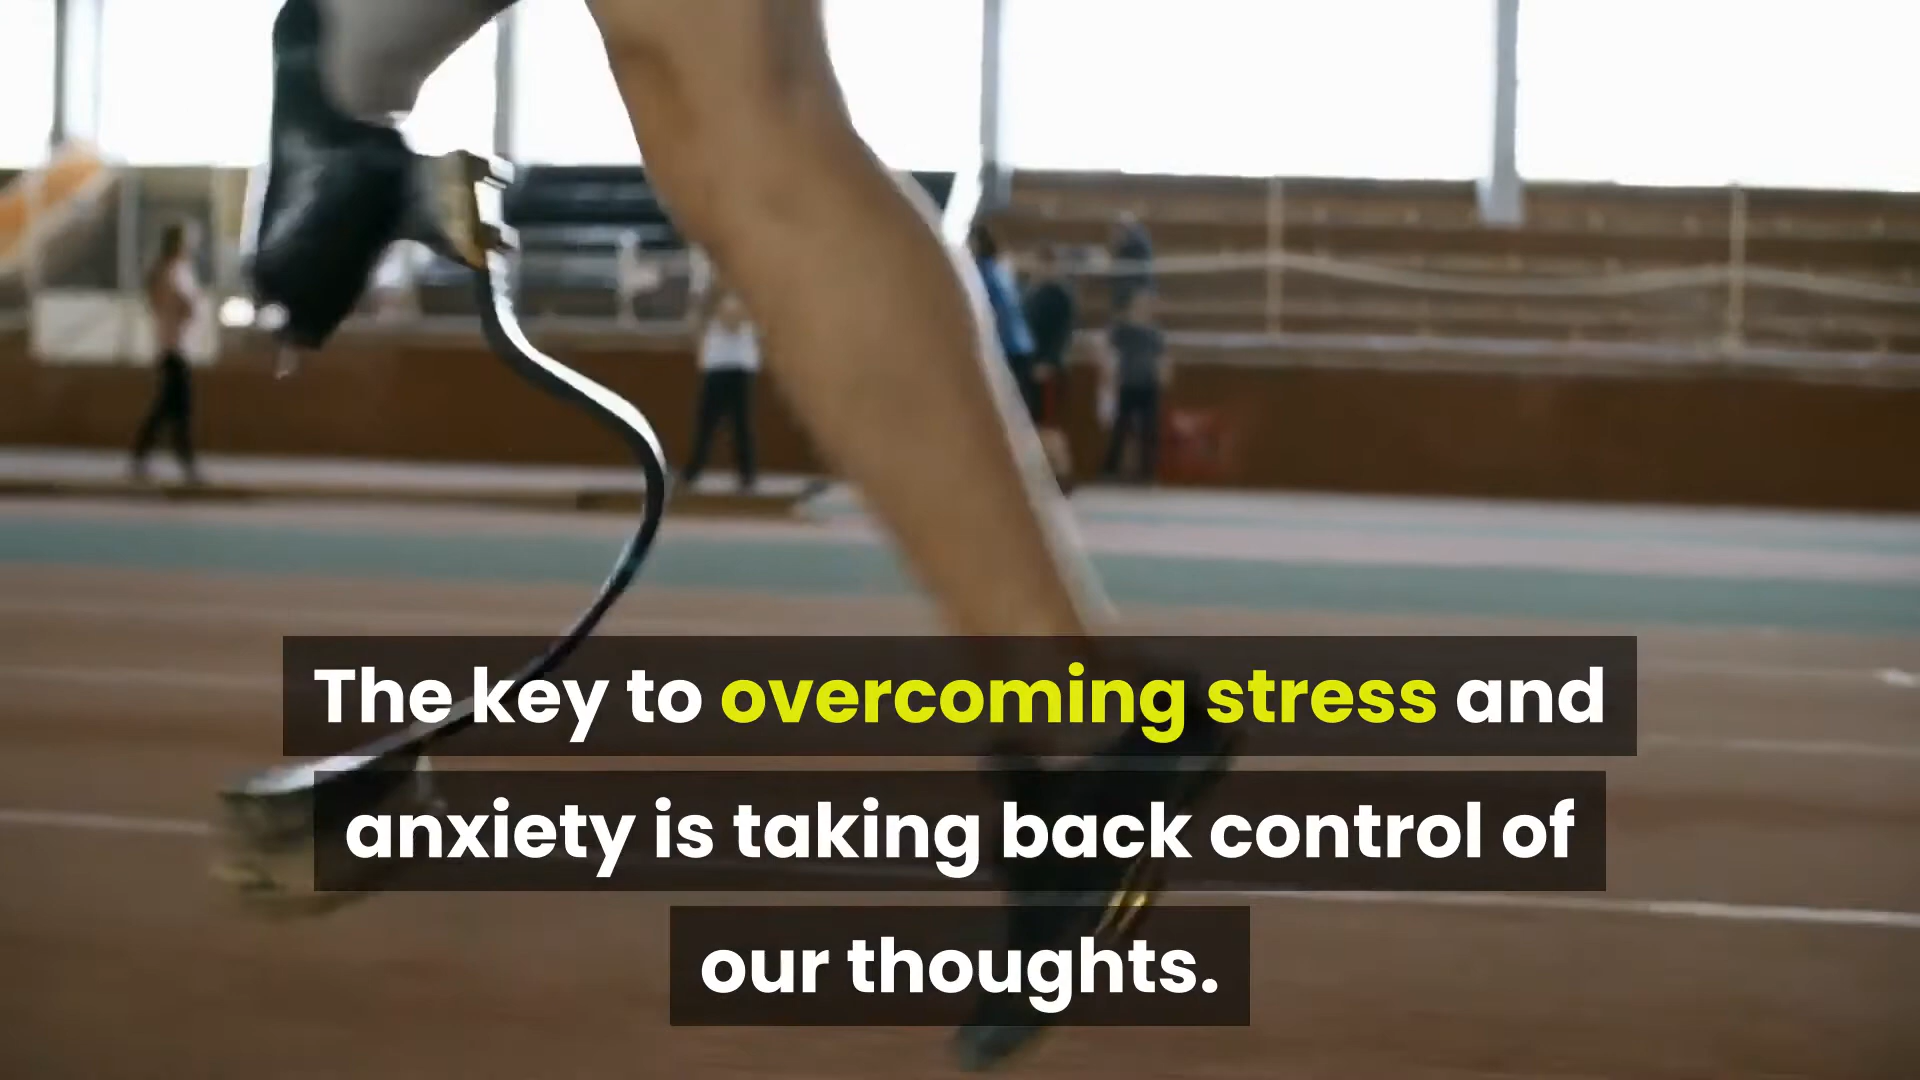 The key to overcoming stress and
anxiety is taking back control of
our thoughts.